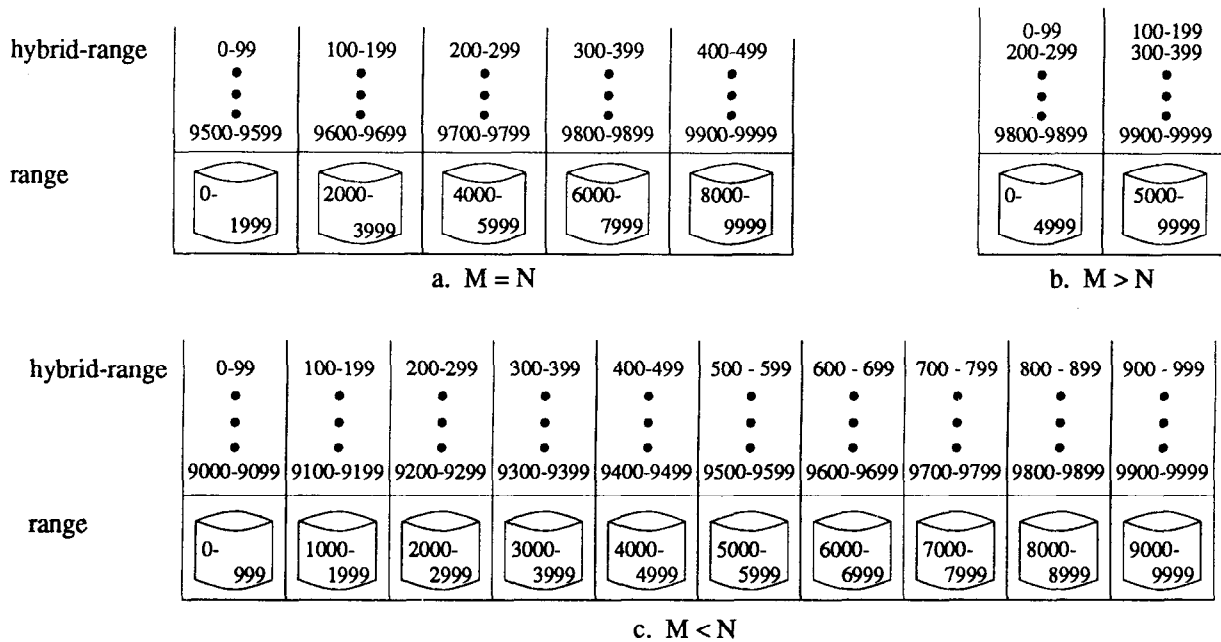 hybrid-range 0-99 100-199 200-299 300-399 400-499
9500-9599 9600-9699 9700-9799 9800-9899 9900-9999
range 0- 2000- 4000- 6000- 8000-
1999 3999 5999 7999 9999
a. M = N
0-99 100-199
200-299 300-399
9800-9899 9900-9999
0- 5000-
4999 9999
b. M > N
hybrid-range 0-99 100-199 200-299 300-399 400-499 500 - 599 600 - 699 700 - 799 800 - 899 900 - 999
9000-9099 9100-9199 9200-9299 9300-9399 9400-9499 9500-9599 9600-9699 9700-9799 9800-9899 9900-9999
range 0- 1000- 2000- 3000- 4000- 5000- 6000- 7000- 8000- 9000-
999 1999 2999 3999 4999 5999 6999 7999 8999 9999
c. M < N